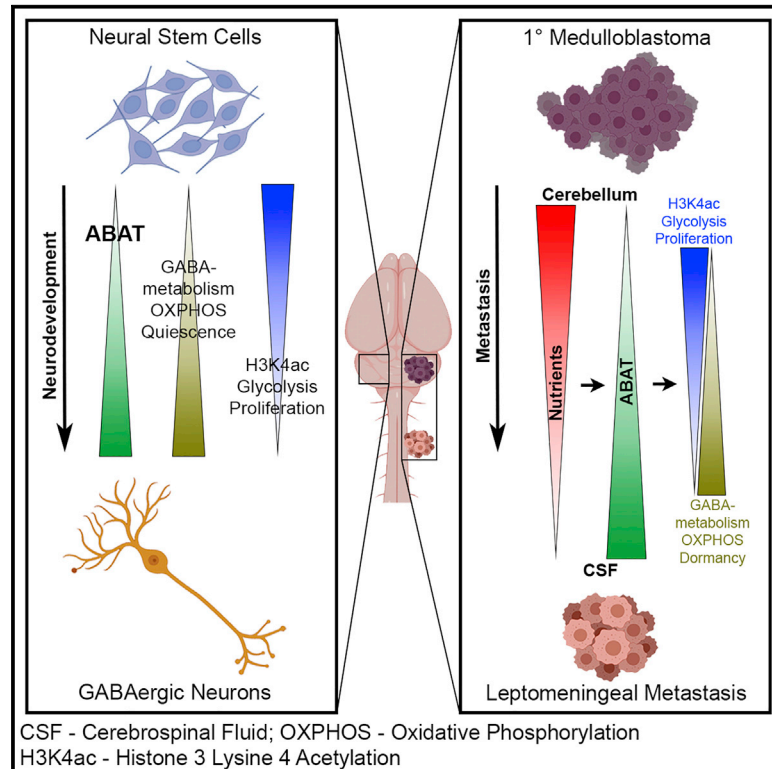 Neural Stem Cells
Neurodevelopment
ABAT
GABA-
metabolism
OXPHOS
Quiescence
H3K4ac
Glycolysis
Proliferation
GABAergic Neurons
1° Medulloblastoma
Cerebellum
Metastasis
Nutrients
ABAT
H3K4ac
Glycolysis
Proliferation
GABA-
metabolism
OXPHOS
Dormancy
CSF
Leptomeningeal Metastasis
CSF - Cerebrospinal Fluid; OXPHOS - Oxidative Phosphorylation
H3K4ac - Histone 3 Lysine 4 Acetylation